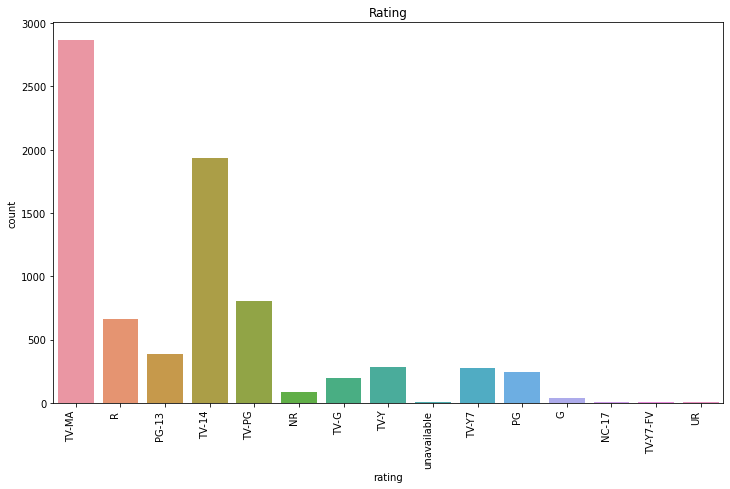 Rating
3000
2500
2000
1500
1000
500
0
count
TV-MA
R
PG-13
TV-14
TV-PG
NR
TV-G
TV-Y
unavailable
TV-Y7
PG
G
NC-17
TV-Y7-FV
UR
rating